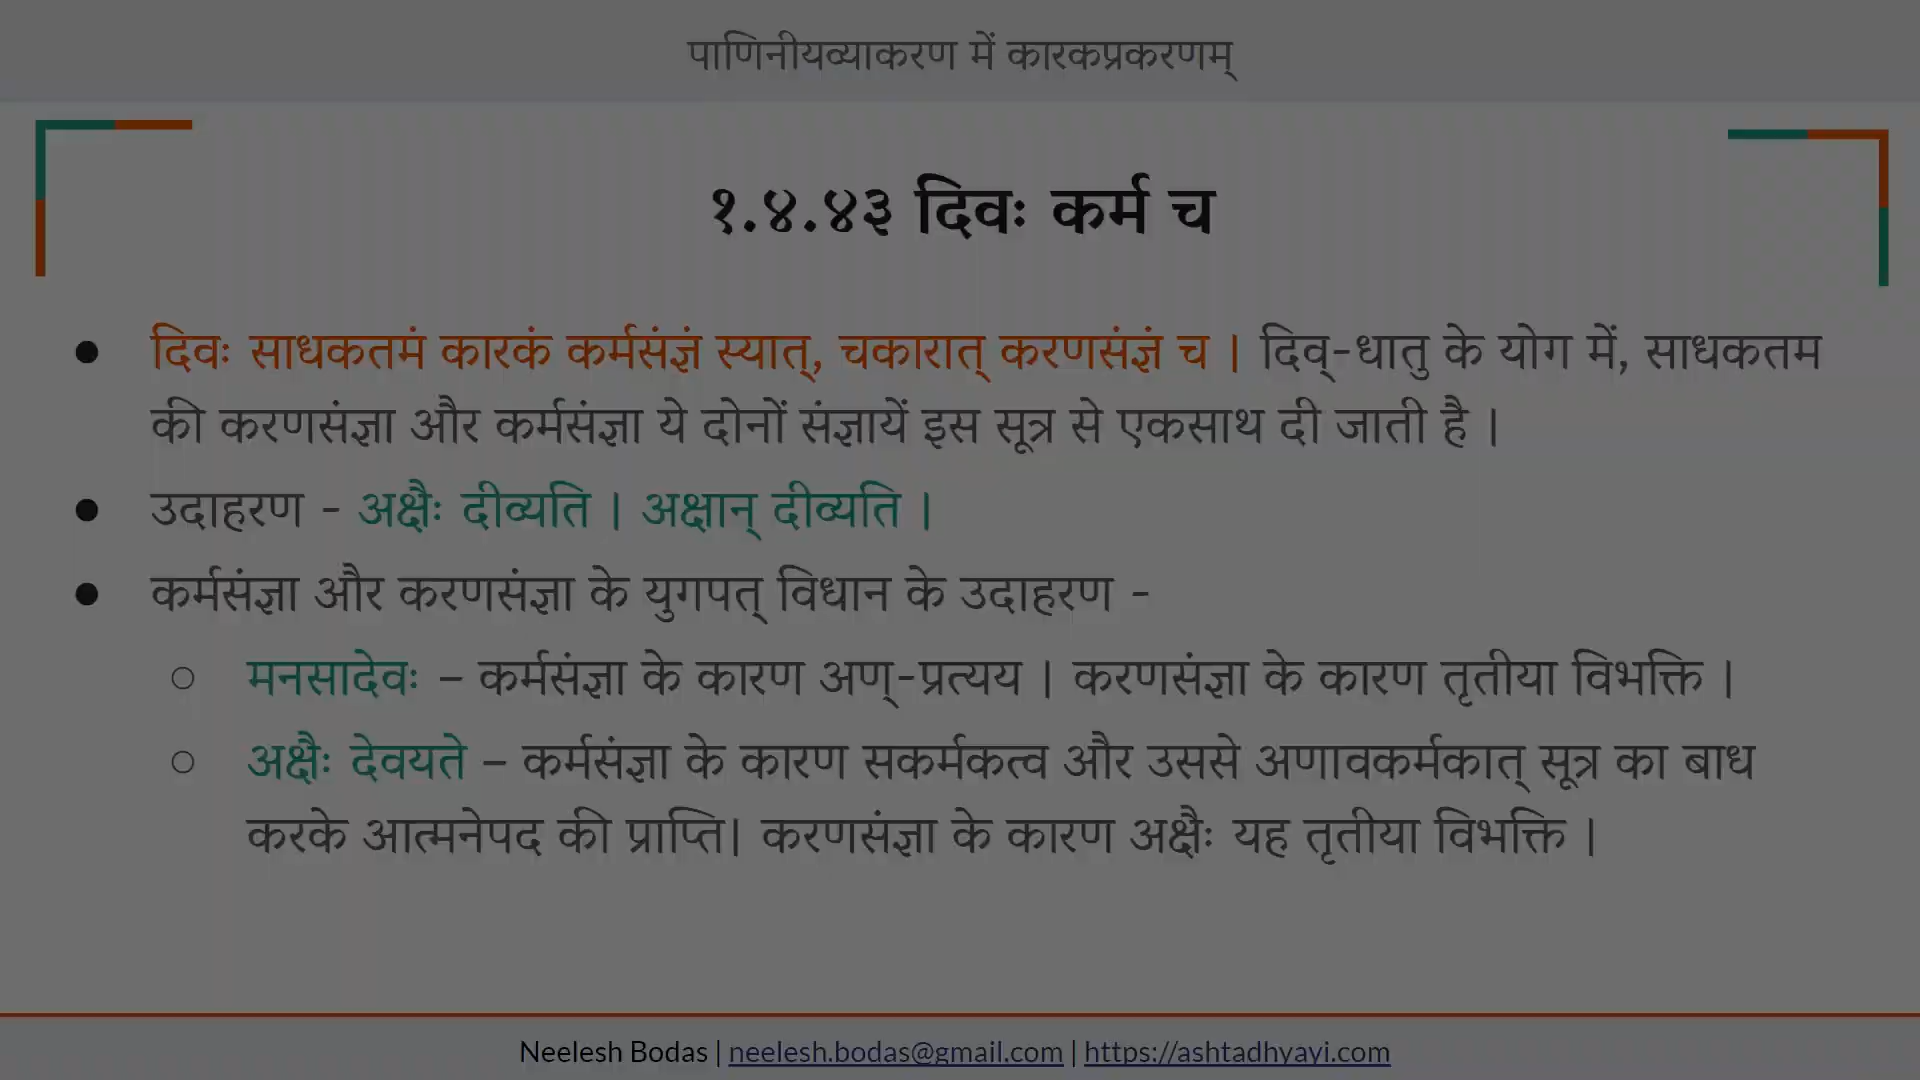 पाणिनीयव्याकरण में कारकप्रकरणम्
१.४.४३ दिवः कर्म च
● दिवः साधकतमं कारकं कर्मसंज्ञं स्यात्, चकारात् करणसंज्ञं च । दिव्-धातु के योग में, साधकतम
की करणसंज्ञा और कर्मसंज्ञा ये दोनों संज्ञायें इस सूत्र से एकसाथ दी जाती है ।
● उदाहरण - अक्षैः दीव्यति । अक्षान् दीव्यति ।
● कर्मसंज्ञा और करणसंज्ञा के युगपत् विधान के उदाहरण -
○ मनसादेवः – कर्मसंज्ञा के कारण अण्-प्रत्यय । करणसंज्ञा के कारण तृतीया विभक्ति ।
○ अक्षैः देवयते – कर्मसंज्ञा के कारण सकर्मकत्व और उससे अणावकर्मकात् सूत्र का बाध
करके आत्मनेपद की प्राप्ति। करणसंज्ञा के कारण अक्षैः यह तृतीया विभक्ति ।
Neelesh Bodas | neelesh.bodas@gmail.com | https://ashtadhyayi.com